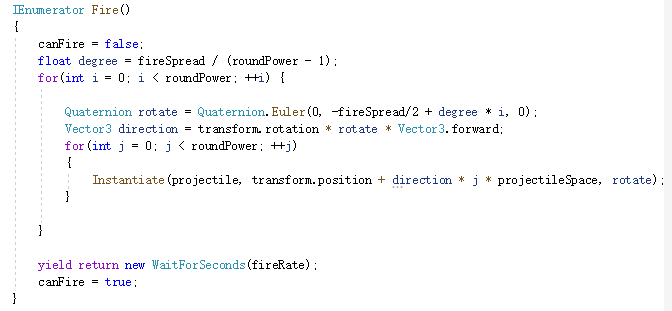 IEnumerator Fire()
{
canFire = false;
float degree = fireSpread / (roundPower - 1);
for(int i = 0; i < roundPower; ++i) {
Quaternion rotate = Quaternion.Euler(0, -fireSpread/2 + degree * i, 0);
Vector3 direction = transform.rotation * rotate * Vector3.forward;
for(int j = 0; j < roundPower; ++j)
{
Instantiate(projectile, transform.position + direction * j * projectileSpace, rotate);
}
}
yield return new WaitForSeconds(fireRate);
canFire = true;
}